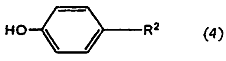 HO R² (4)